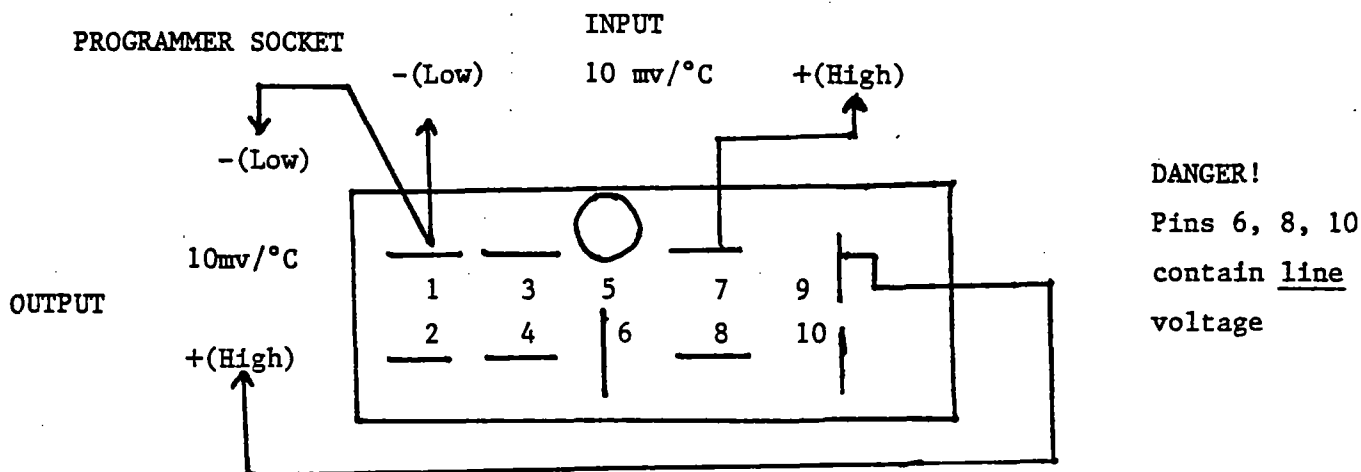 INPUT
PROGRAMMER SOCKET
-(Low)
10 mv/°C
+(High)
-(Low)
DANGER!
Pins 6, 8, 10
contain line
voltage
10mv/°C
OUTPUT
1 3 5 7 9
2 4 6 8 10
+(High)